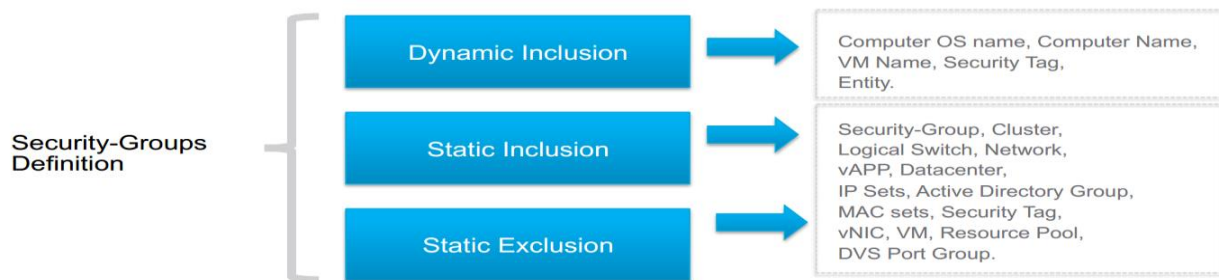 Security-Groups
Definition
Dynamic Inclusion
Computer OS name, Computer Name,
VM Name, Security Tag,
Entity.
Static Inclusion
Static Exclusion
Security-Group, Cluster,
Logical Switch, Network,
vAPP, Datacenter,
IP Sets, Active Directory Group,
MAC sets, Security Tag,
vNIC, VM, Resource Pool,
DVS Port Group.